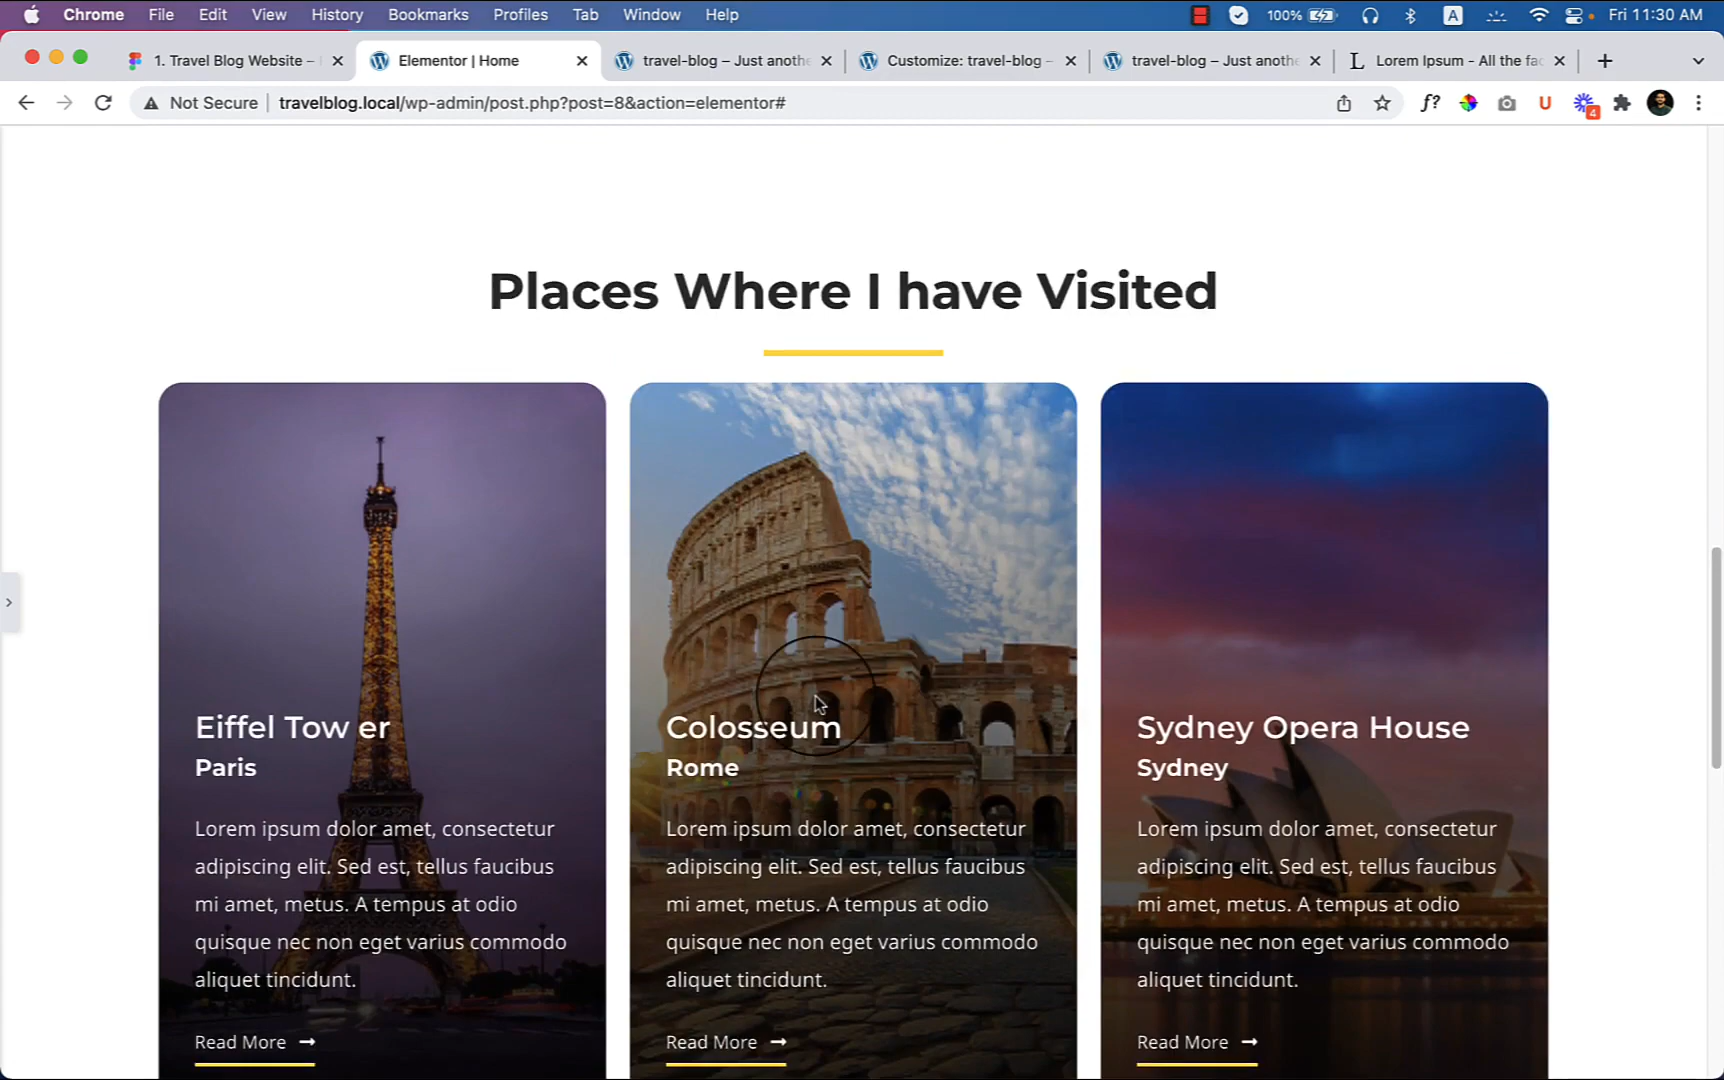 Chrome File Edit View History Bookmarks Profiles Tab Window Help 100% A Fri 11:30 AM
1. Travel Blog Website –
Elementor | Home
travel-blog – Just anothe
Customize: travel-blog –
travel-blog – Just anothe
L Lorem Ipsum - All the fac
Not Secure travelblog.local/wp-admin/post.php?post=8&action=elementor#
f?
U
4
Places Where I have Visited
Eiffel Tow er
Paris
Lorem ipsum dolor amet, consectetur
adipiscing elit. Sed est, tellus faucibus
mi amet, metus. A tempus at odio
quisque nec non eget varius commodo
aliquet tincidunt.
Read More →
Colosseum
Rome
Lorem ipsum dolor amet, consectetur
adipiscing elit. Sed est, tellus faucibus
mi amet, metus. A tempus at odio
quisque nec non eget varius commodo
aliquet tincidunt.
Read More →
Sydney Opera House
Sydney
Lorem ipsum dolor amet, consectetur
adipiscing elit. Sed est, tellus faucibus
mi amet, metus. A tempus at odio
quisque nec non eget varius commodo
aliquet tincidunt.
Read More →